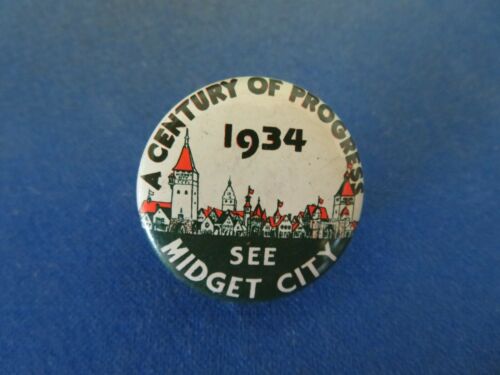 A CENTURY OF PROGRESS
1934
SEE
MIDGET CITY